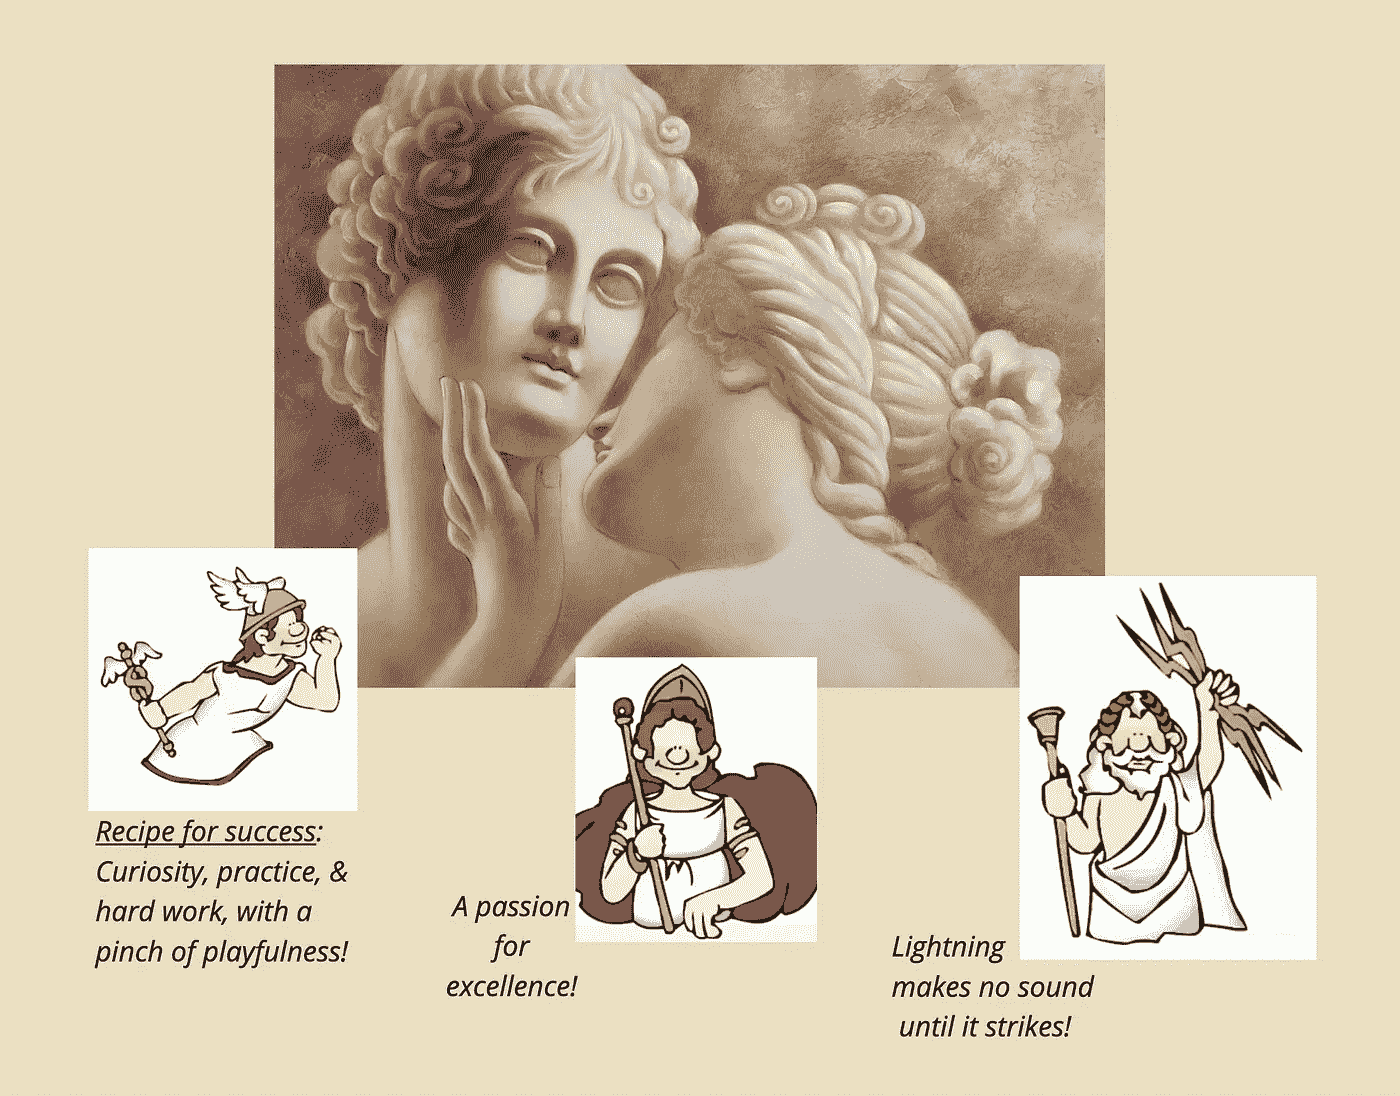 Recipe for success:
Curiosity, practice, &
hard work, with a
pinch of playfulness!
A passion
for
excellence!
Lightning
makes no sound
until it strikes!